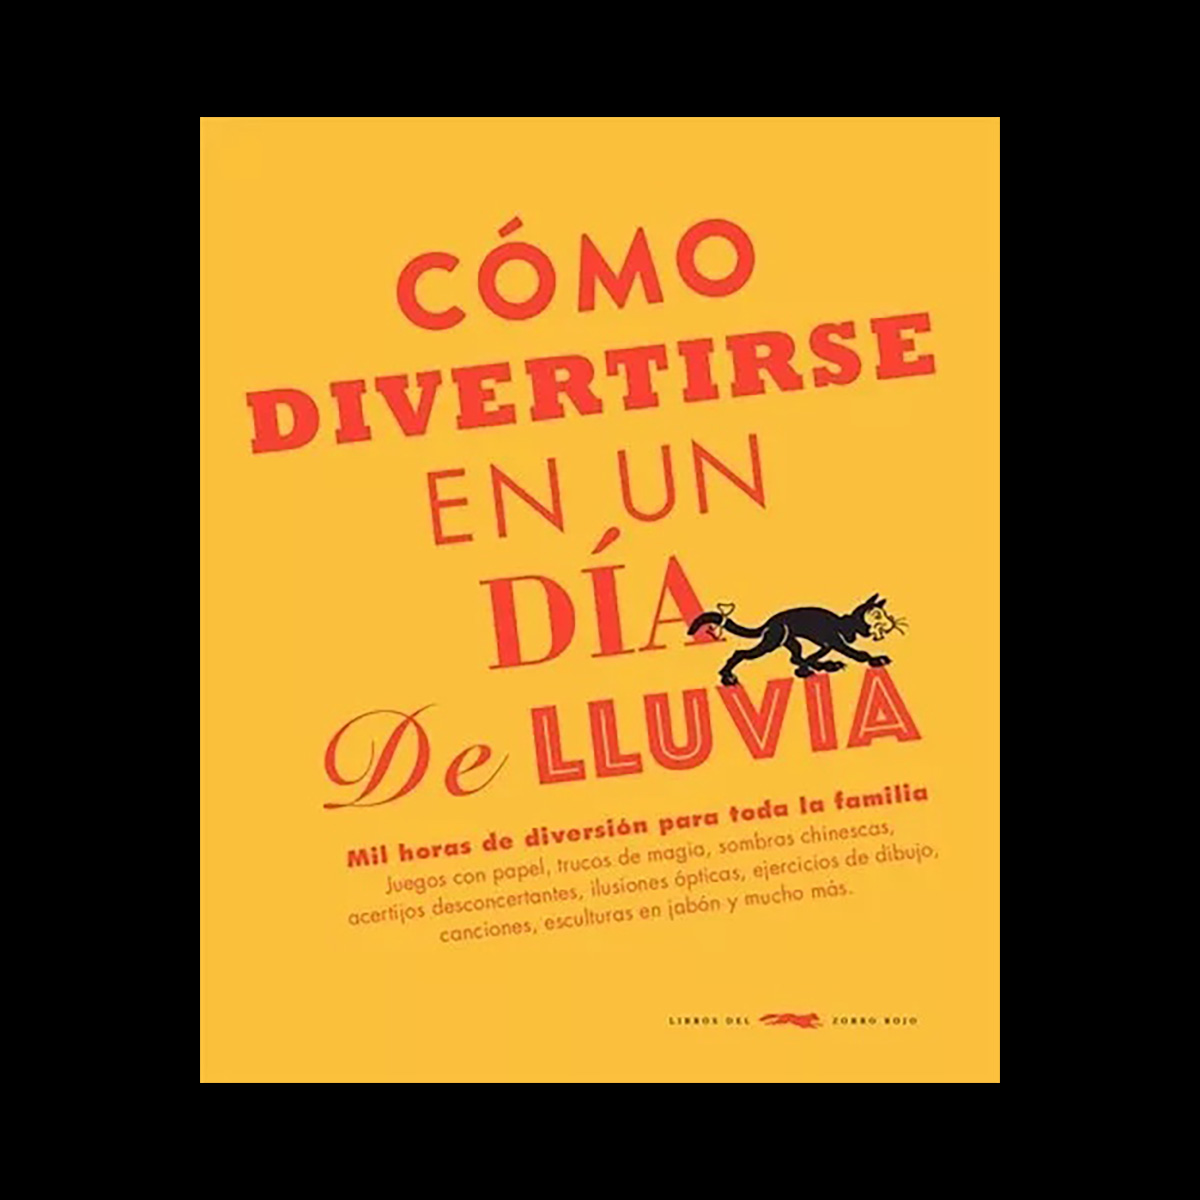 CÓMO
DIVERTIRSE
EN UN
DÍA
De LLUVIA
Mil horas de diversión para toda la familia
Juegos con papel, trucos de magia, sombras chinescas,
acertijos desconcertantes, ilusiones ópticas, ejercicios de dibujo,
canciones, esculturas en jabón y mucho más.
LIBROS DEL ZORRO ROJO